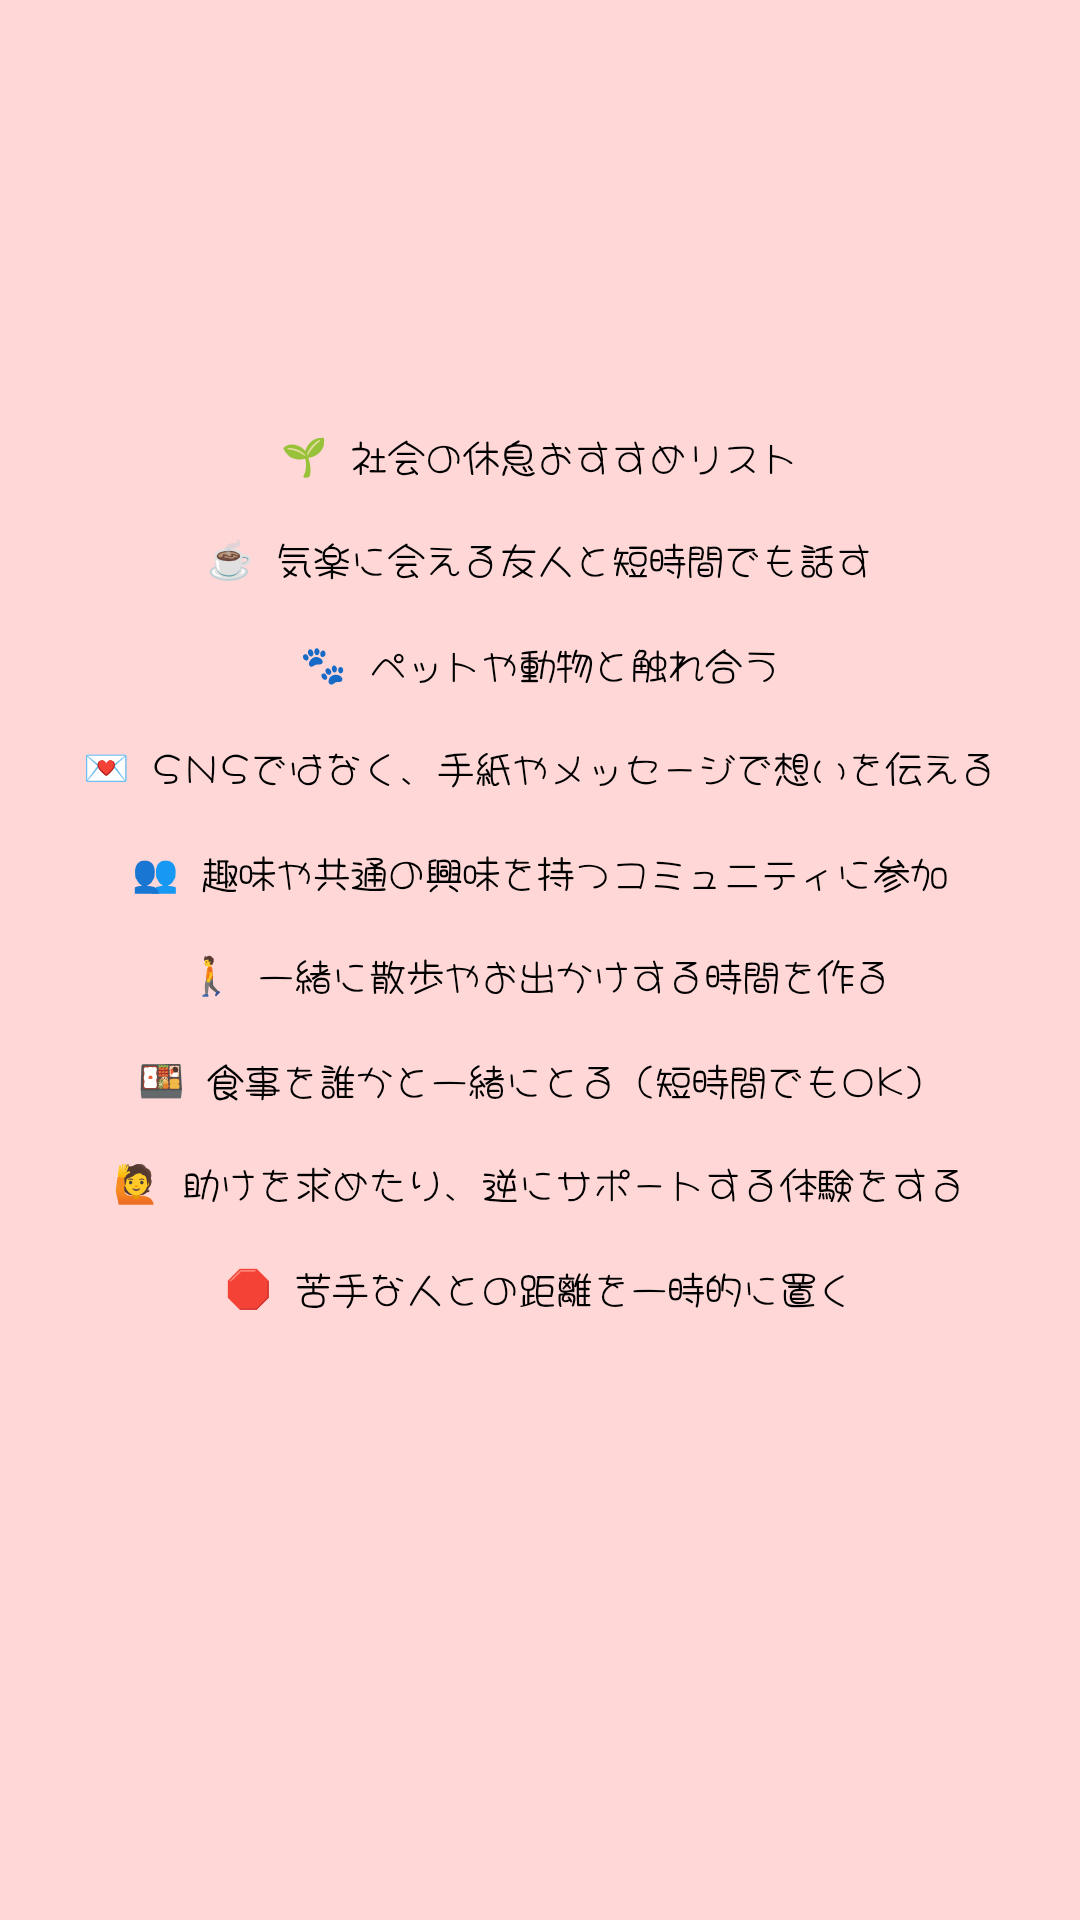 🌱 社会の休息おすすめリスト
☕ 気楽に会える友人と短時間でも話す
🐾 ペットや動物と触れ合う
💌 SNSではなく、手紙やメッセージで想いを伝える
👥 趣味や共通の興味を持つコミュニティに参加
🚶 一緒に散歩やお出かけする時間を作る
🍱 食事を誰かと一緒にとる（短時間でもOK）
🙋 助けを求めたり、逆にサポートする体験をする
🛑 苦手な人との距離を一時的に置く